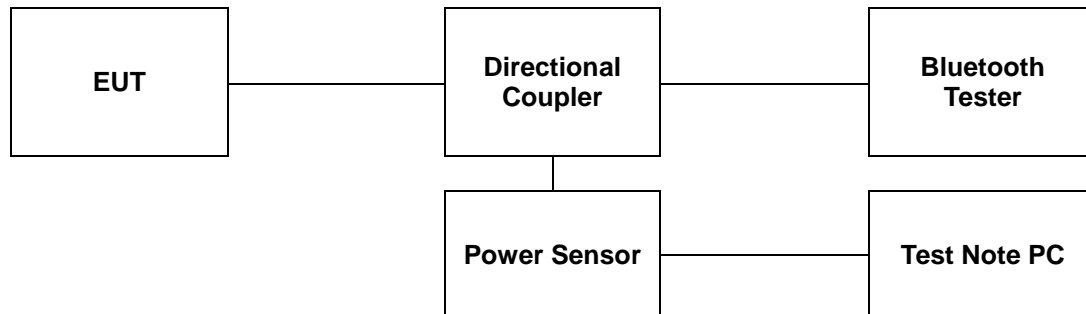 EUT
Directional
Coupler
Bluetooth
Tester
Power Sensor
Test Note PC